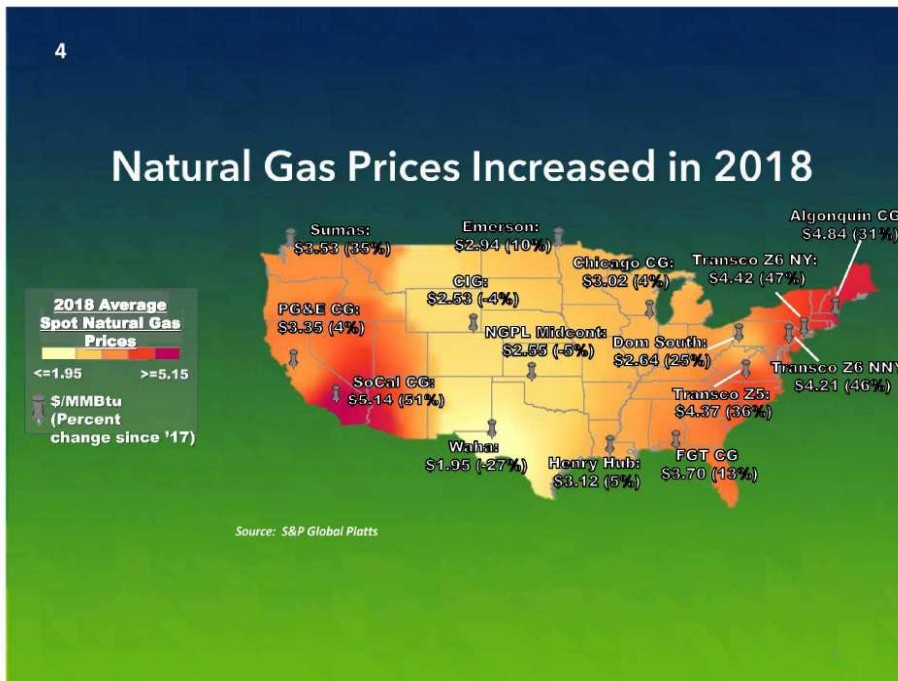 4
Natural Gas Prices Increased in 2018
Algonquin CG
$4.84 (31%)
Sumas:
$3.53 (35%)
Emerson:
$2.94 (10%)
Chicago CG:
$3.02 (4%)
Transco Z6 NY:
$4.42 (47%)
CIG:
$2.53 (-4%)
2018 Average
Spot Natural Gas
Prices
<=1.95
>=5.15
$/MMBtu
(Percent
change since '17)
PG&E CG:
$3.35 (4%)
NGPL Midcont:
$2.55 (-5%)
Dom South:
$2.64 (25%)
Transco Z6 NNY
$4.21 (46%)
SoCal CG:
$5.14 (51%)
Transco Z5:
$4.37 (36%)
Waha:
$1.95 (-27%)
Henry Hub:
$3.12 (5%)
FGT CG
$3.70 (13%)
Source: S&P Global Platts